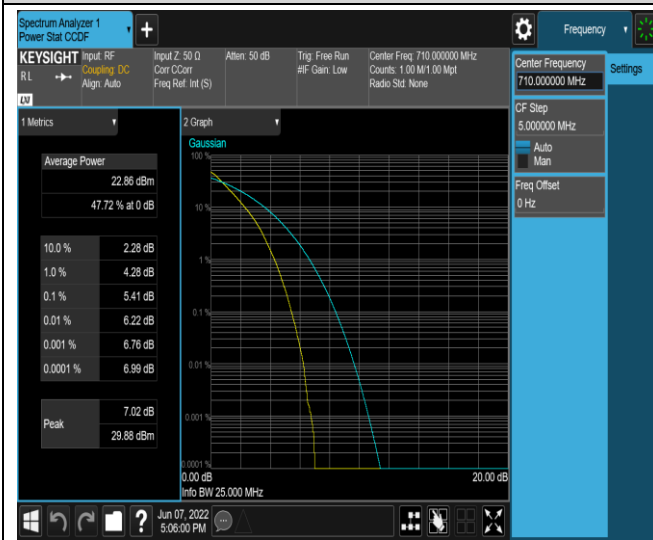 Spectrum Analyzer 1
Power Stat CCDF
+
Frequency
KEYSIGHT
RL
LXI
Input: RF
Coupling: DC
Align: Auto
Input Z: 50 Ω
Corr CCorr
Freq Ref: Int (S)
Atten: 50 dB
Trig: Free Run
#IF Gain: Low
Center Freq: 710.000000 MHz
Counts: 1.00 M/1.00 Mpt
Radio Std: None
Center Frequency
710.000000 MHz
Settings
CF Step
5.000000 MHz
Auto
Man
Freq Offset
0 Hz
1 Metrics
Average Power
22.86 dBm
47.72 % at 0 dB
10.0 % 2.28 dB
1.0 % 4.28 dB
0.1 % 5.41 dB
0.01 % 6.22 dB
0.001 % 6.76 dB
0.0001 % 6.99 dB
Peak
7.02 dB
29.88 dBm
2 Graph
Gaussian
100 %
10 %
1 %
0.1 %
0.01 %
0.001 %
0.0001 %
0.00 dB 20.00 dB
Info BW 25.000 MHz
?
Jun 07, 2022
5:06:00 PM